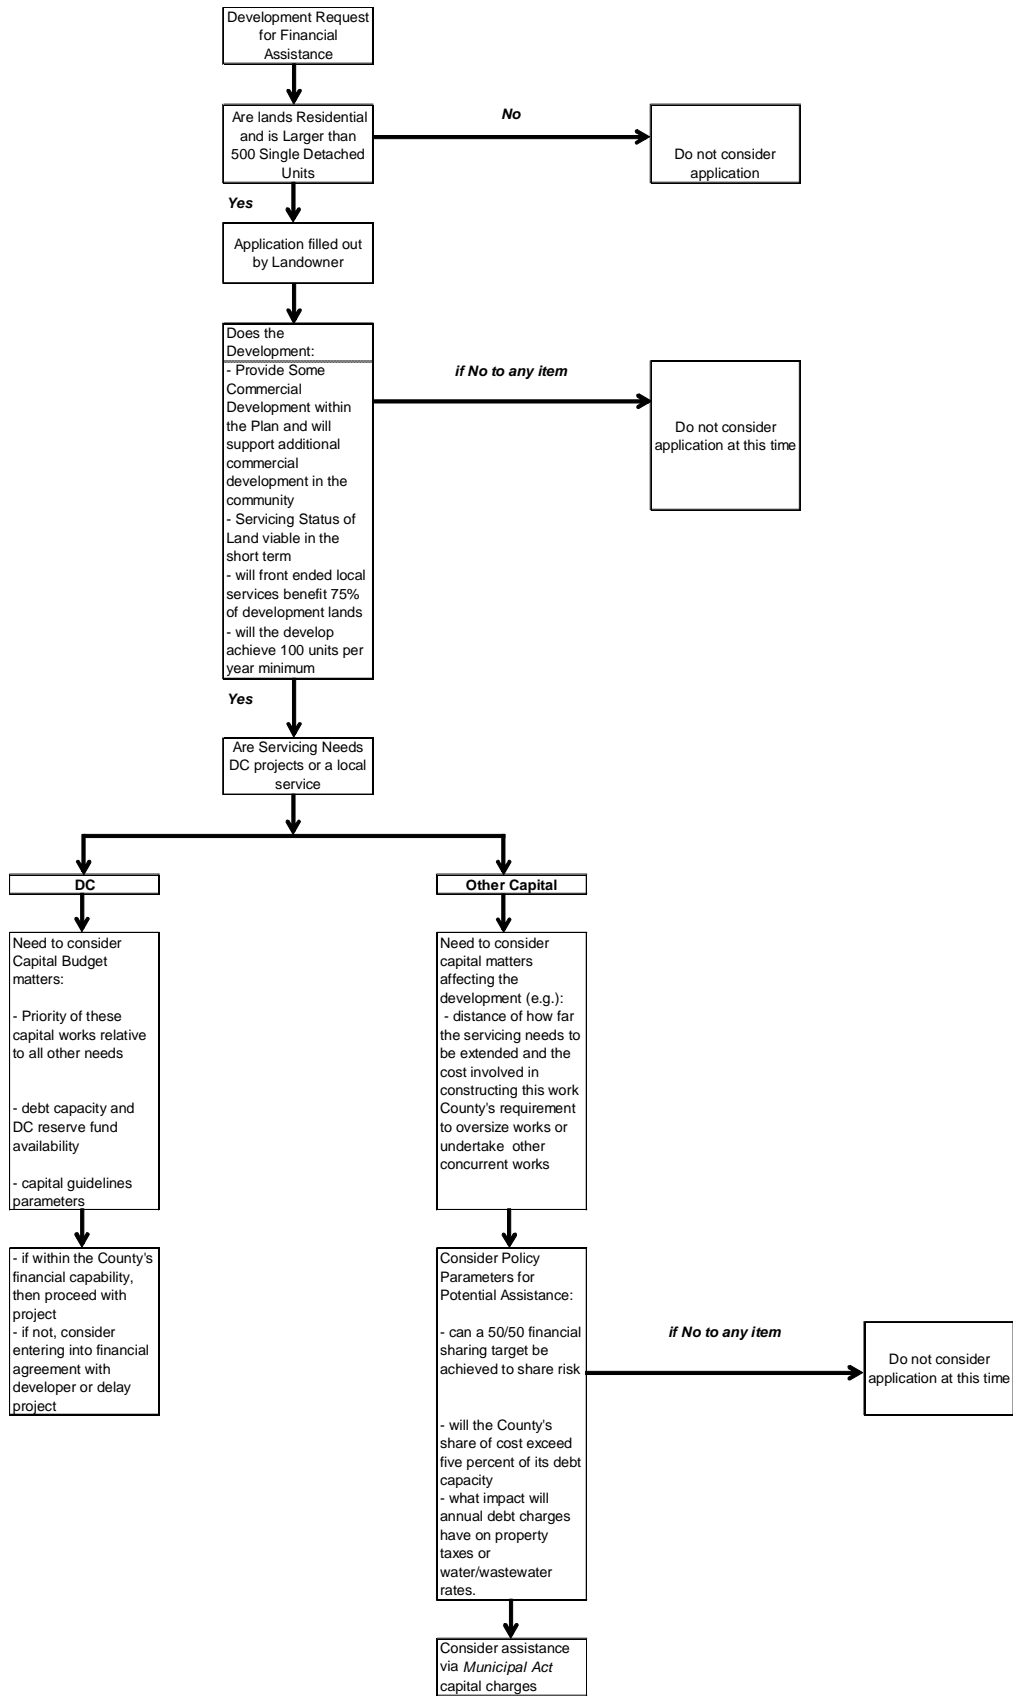 Development Request
for Financial
Assistance
Are lands Residential
and is Larger than
500 Single Detached
Units
No
Do not consider
application
Yes
Application filled out
by Landowner
Does the
Development:
- Provide Some
Commercial
Development within
the Plan and will
support additional
commercial
development in the
community
- Servicing Status of
Land viable in the
short term
- will front ended local
services benefit 75%
of development lands
- will the develop
achieve 100 units per
year minimum
if No to any item
Do not consider
application at this time
Yes
Are Servicing Needs
DC projects or a local
service
DC
Need to consider
Capital Budget
matters:
- Priority of these
capital works relative
to all other needs
- debt capacity and
DC reserve fund
availability
- capital guidelines
parameters
- if within the County's
financial capability,
then proceed with
project
- if not, consider
entering into financial
agreement with
developer or delay
project
Other Capital
Need to consider
capital matters
affecting the
development (e.g.):
- distance of how far
the servicing needs to
be extended and the
cost involved in
constructing this work
County's requirement
to oversize works or
undertake other
concurrent works
Consider Policy
Parameters for
Potential Assistance:
- can a 50/50 financial
sharing target be
achieved to share risk
- will the County's
share of cost exceed
five percent of its debt
capacity
- what impact will
annual debt charges
have on property
taxes or
water/wastewater
rates.
if No to any item
Do not consider
application at this time
Consider assistance
via Municipal Act
capital charges